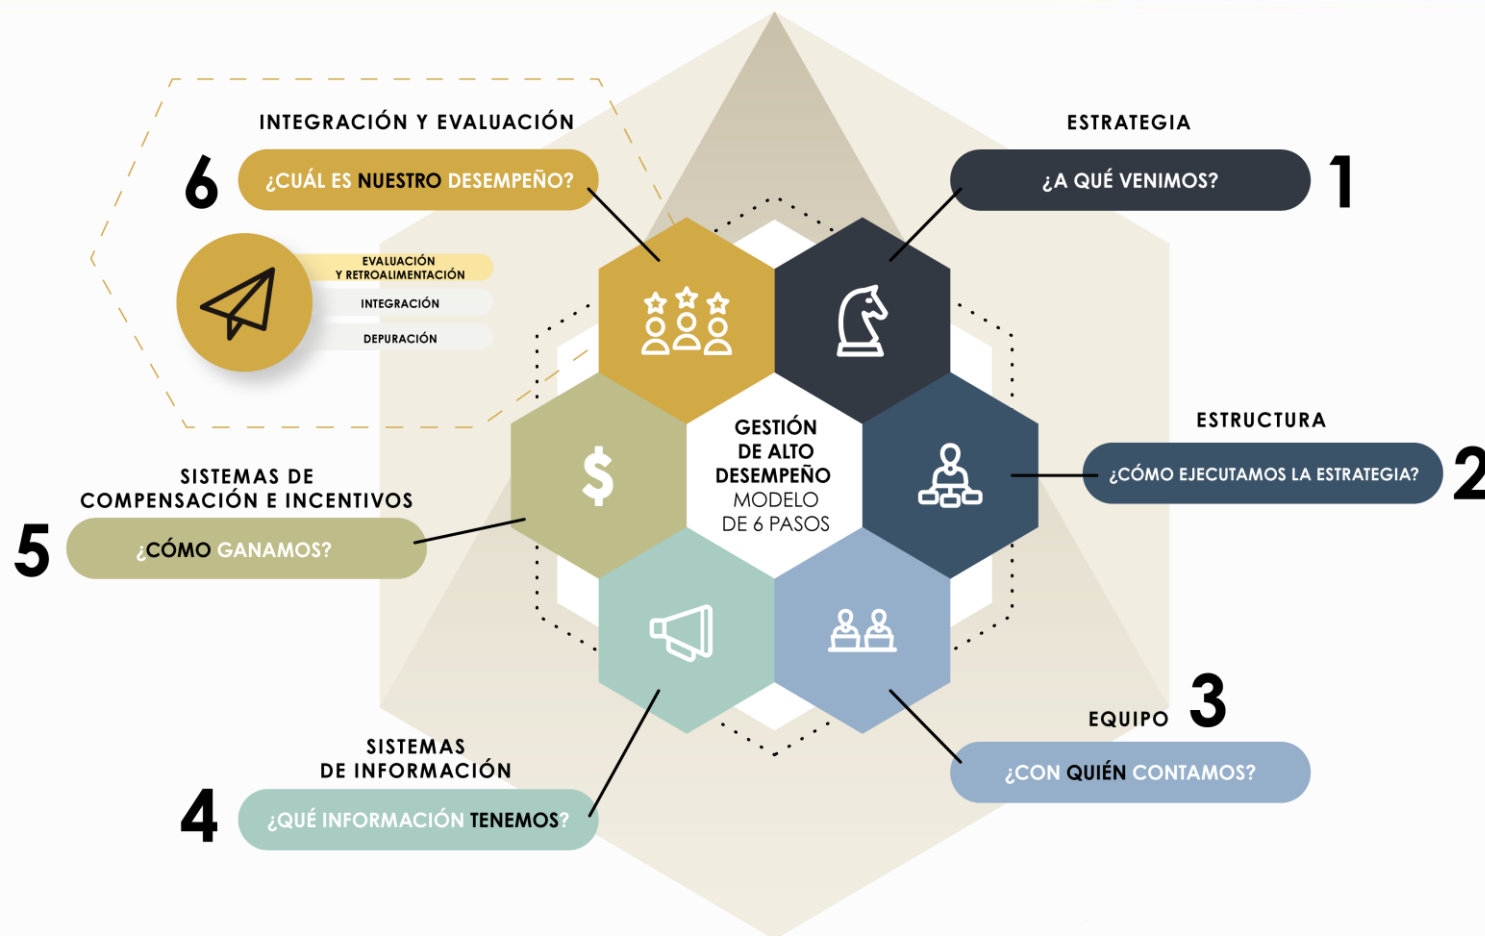 INTEGRACIÓN Y EVALUACIÓN
6
¿CUÁL ES NUESTRO DESEMPEÑO?
EVALUACIÓN
Y RETROALIMENTACIÓN
INTEGRACIÓN
DEPURACIÓN
ESTRATEGIA
¿A QUÉ VENIMOS?
1
ESTRUCTURA
¿CÓMO EJECUTAMOS LA ESTRATEGIA?
2
GESTIÓN
DE ALTO
DESEMPEÑO
MODELO
DE 6 PASOS
$
SISTEMAS DE
COMPENSACIÓN E INCENTIVOS
5
¿CÓMO GANAMOS?
EQUIPO
3
¿CON QUIÉN CONTAMOS?
SISTEMAS
DE INFORMACIÓN
4
¿QUÉ INFORMACIÓN TENEMOS?